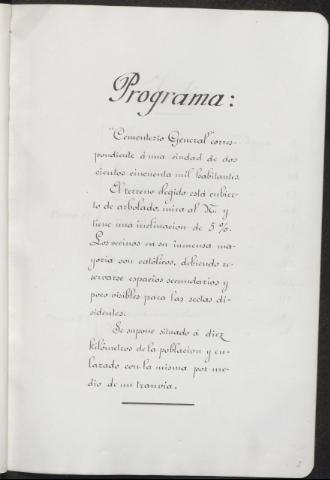 Programa:
"Cementerio General" corres-
pondiente á una ciudad de dos
cientos cincuenta mil habitantes.
El terreno elegido está cubier-
to de arbolado, mira al N. y
tiene una inclinacion de 5 %.
Los vecinos en su inmensa ma-
yoría son católicos, debiendo re-
servarse espacios secundarios y
poco visibles para las sectas di-
sidentes.
Se supone situado á diez
kilómetros de la poblacion y en-
lazado con la misma por me-
dio de un tranvía.
2